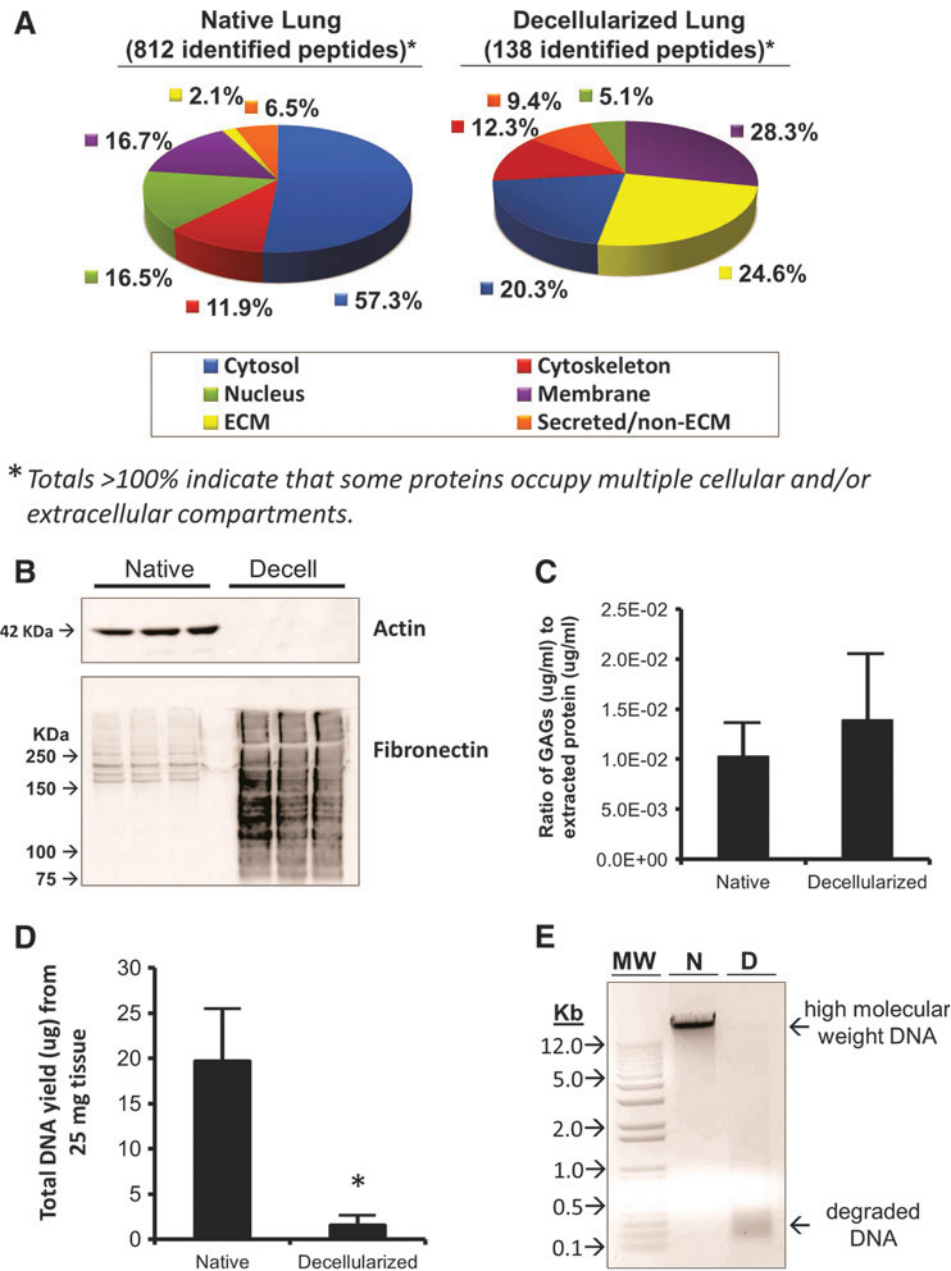 A
Native Lung
(812 identified peptides)*
Decellularized Lung
(138 identified peptides)*
2.1%
6.5%
16.7%
16.5%
11.9%
57.3%
9.4%
5.1%
12.3%
28.3%
20.3%
24.6%
Cytosol
Cytoskeleton
Nucleus
Membrane
ECM
Secreted/non-ECM
* Totals >100% indicate that some proteins occupy multiple cellular and/or
extracellular compartments.
B
Native
Decell
42 KDa →
Actin
KDa
250 →
150 →
100 →
75 →
Fibronectin
C
Ratio of GAGs (ug/ml) to
extracted protein (ug/ml)
2.5E-02
2.0E-02
1.5E-02
1.0E-02
5.0E-03
0.0E+00
Native
Decellularized
D
Total DNA yield (ug) from
25 mg tissue
30
25
20
15
10
5
0
*
Native
Decellularized
E
MW
N
D
Kb
12.0→
5.0→
2.0→
1.0→
0.5→
0.1→
← high molecular
weight DNA
← degraded
DNA